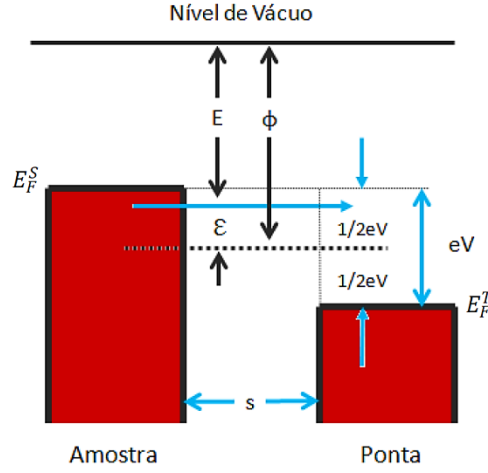 Nível de Vácuo
E
ϕ
E_F^S
Ɛ
1/2eV
eV
1/2eV
E_F^T
s
Amostra
Ponta